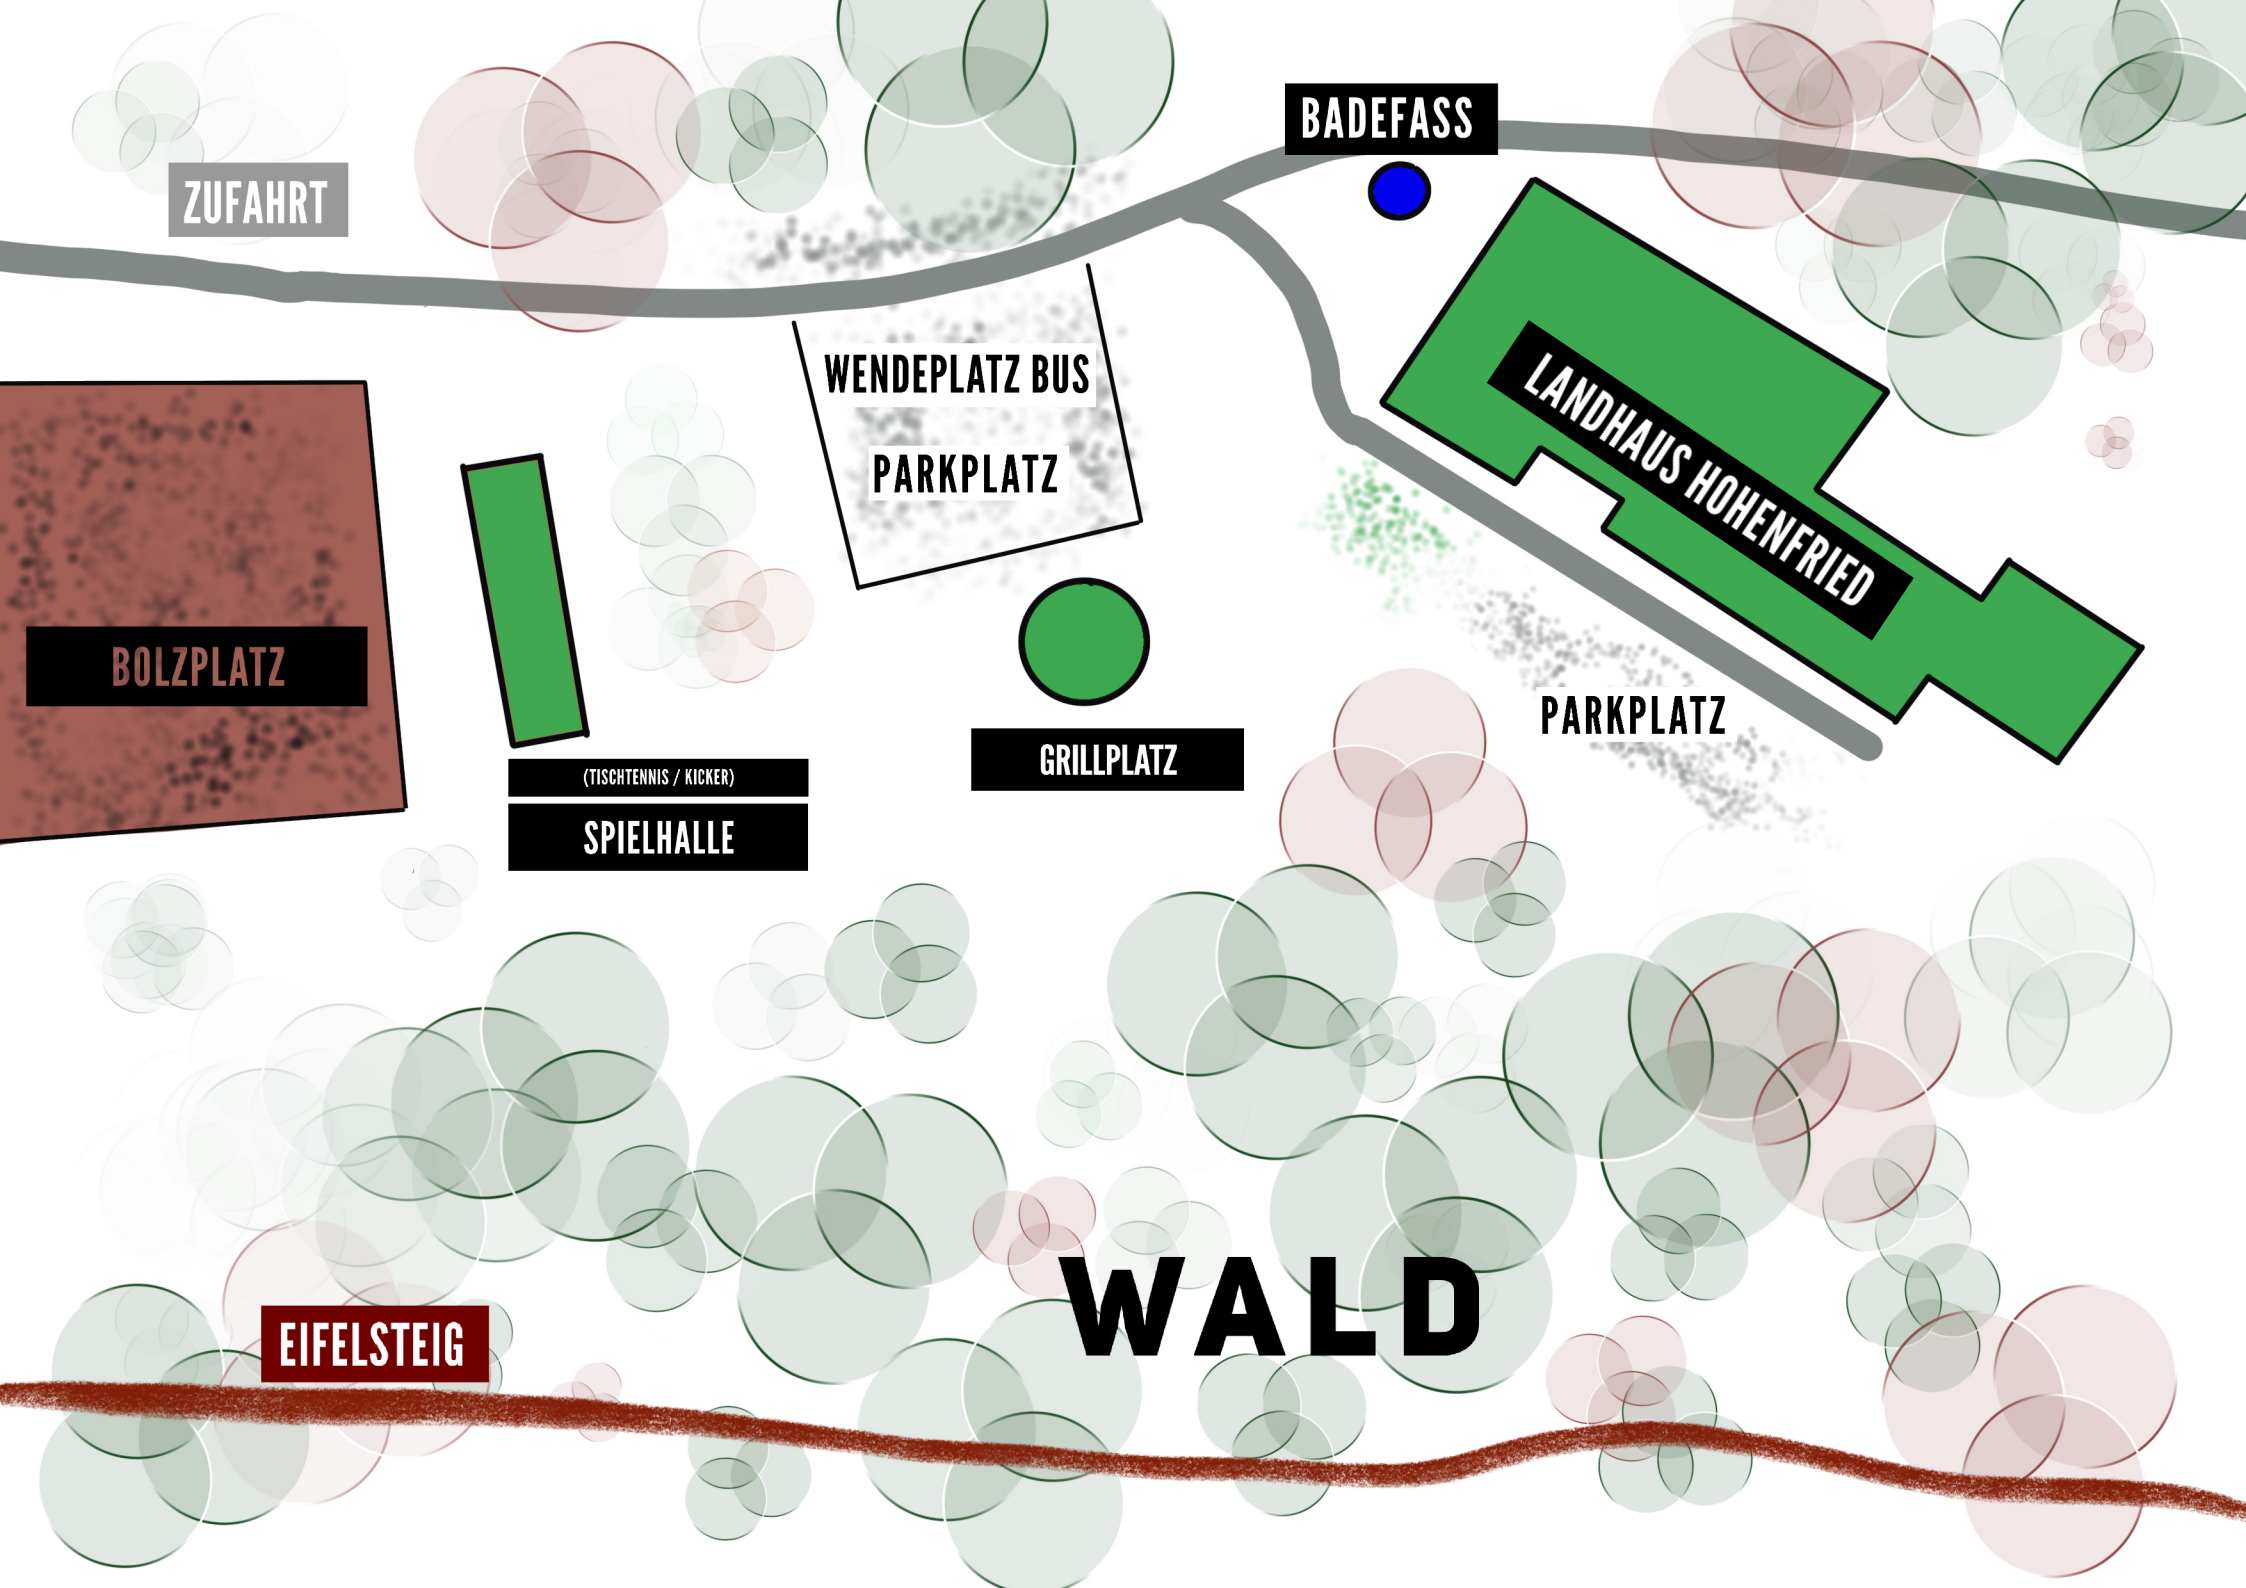 BADEFASS
ZUFAHRT
WENDEPLATZ BUS
PARKPLATZ
LANDHAUS HOHENFRIED
BOLZPLATZ
PARKPLATZ
GRILLPLATZ
(TISCHTENNIS / KICKER)
SPIELHALLE
WALD
EIFELSTEIG